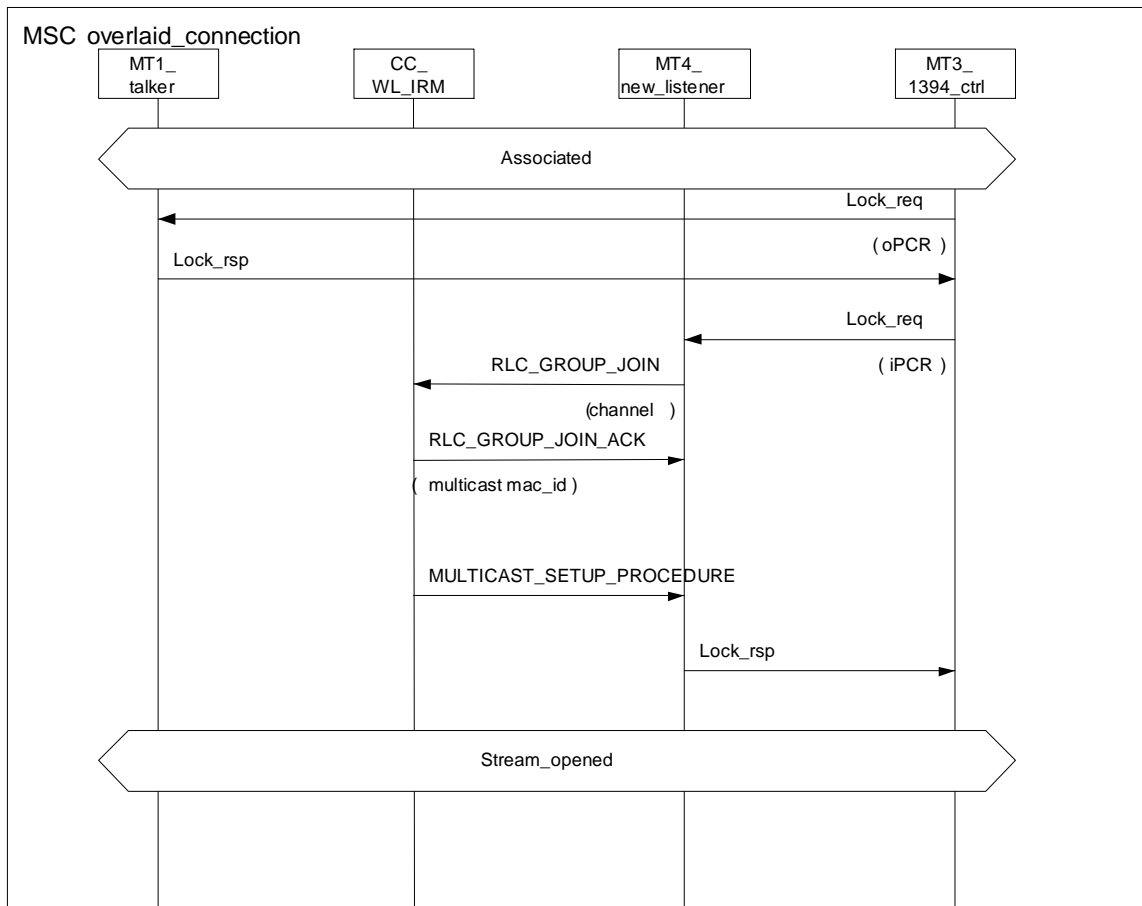 MSC overlaid_connection
MT1_
talker
CC_
WL_IRM
MT4_
new_listener
MT3_
1394_ctrl
Associated
Lock_req
( oPCR )
Lock_rsp
Lock_req
( iPCR )
RLC_GROUP_JOIN
(channel )
RLC_GROUP_JOIN_ACK
( multicast mac_id )
MULTICAST_SETUP_PROCEDURE
Lock_rsp
Stream_opened